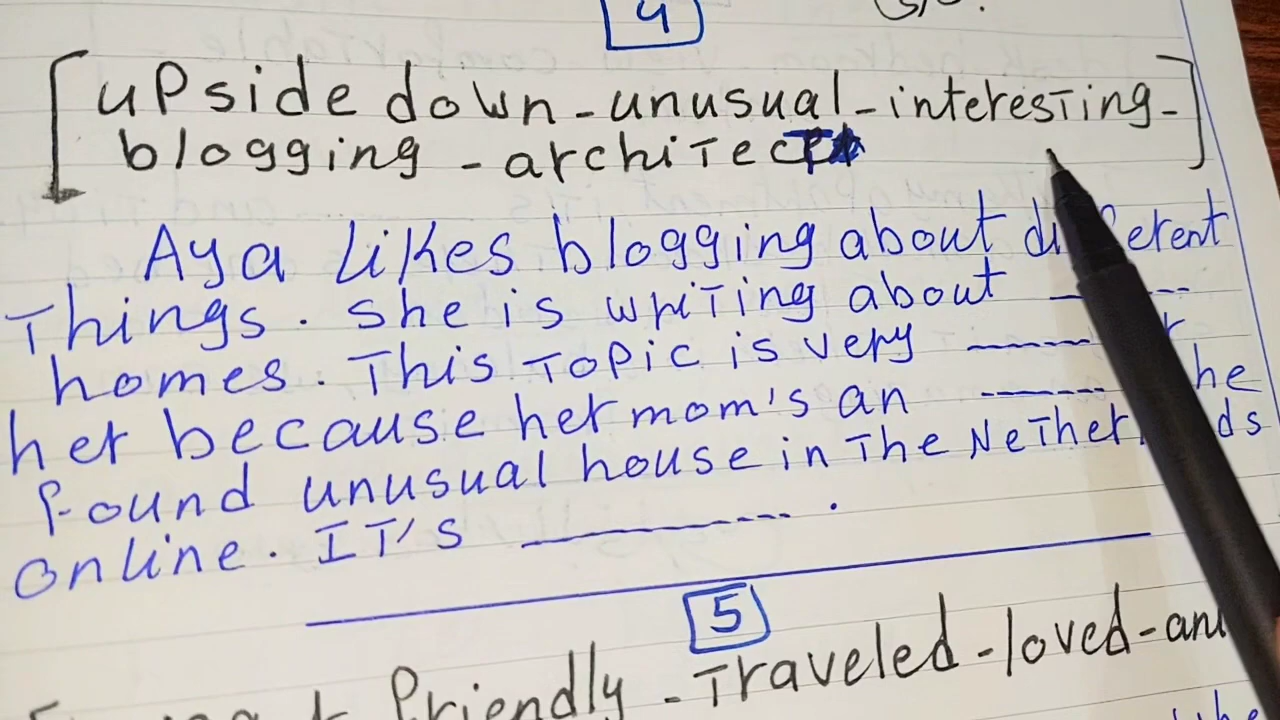 4
[upside down - unusual - interesting -
blogging - architect]
Aya likes blogging about different
Things. She is writing about ------
homes. This Topic is very ------
her because her mom's an ------ he
found unusual house in The Netherlands
online. IT's ------ .
5
friendly - Traveled - loved - an